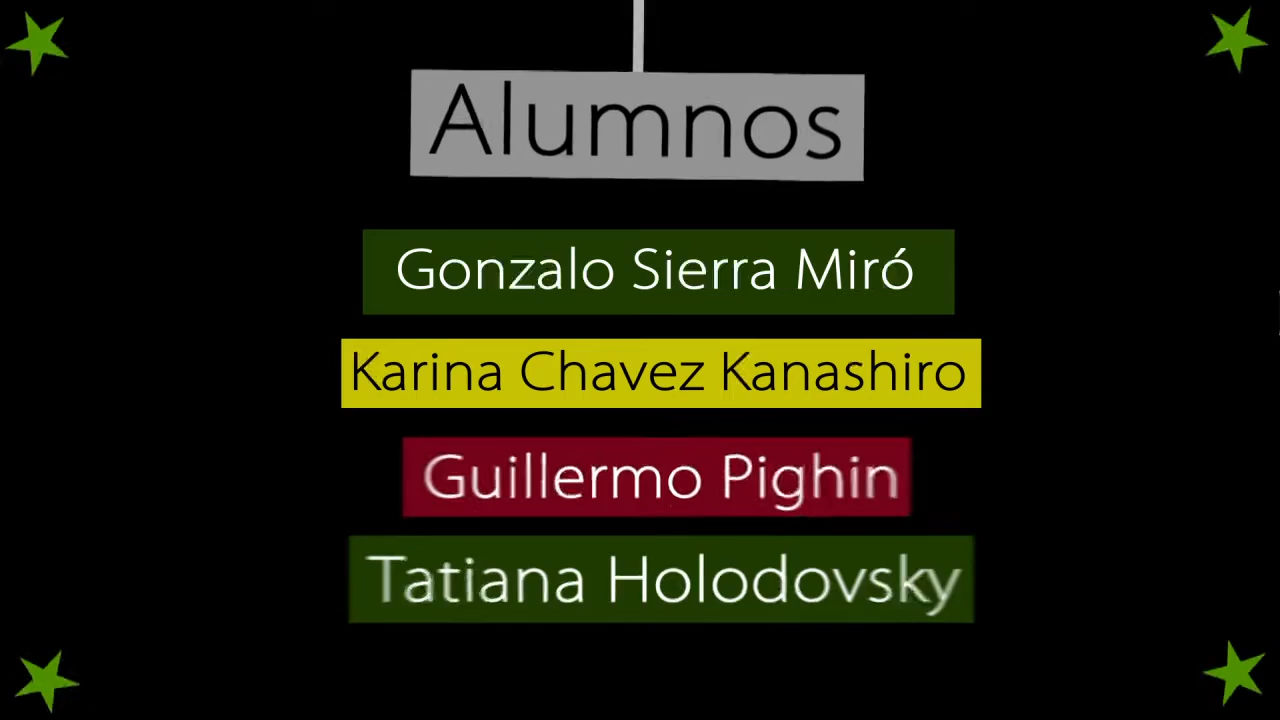 Alumnos
Gonzalo Sierra Miró
Karina Chavez Kanashiro
Guillermo Pighin
Tatiana Holodovsky